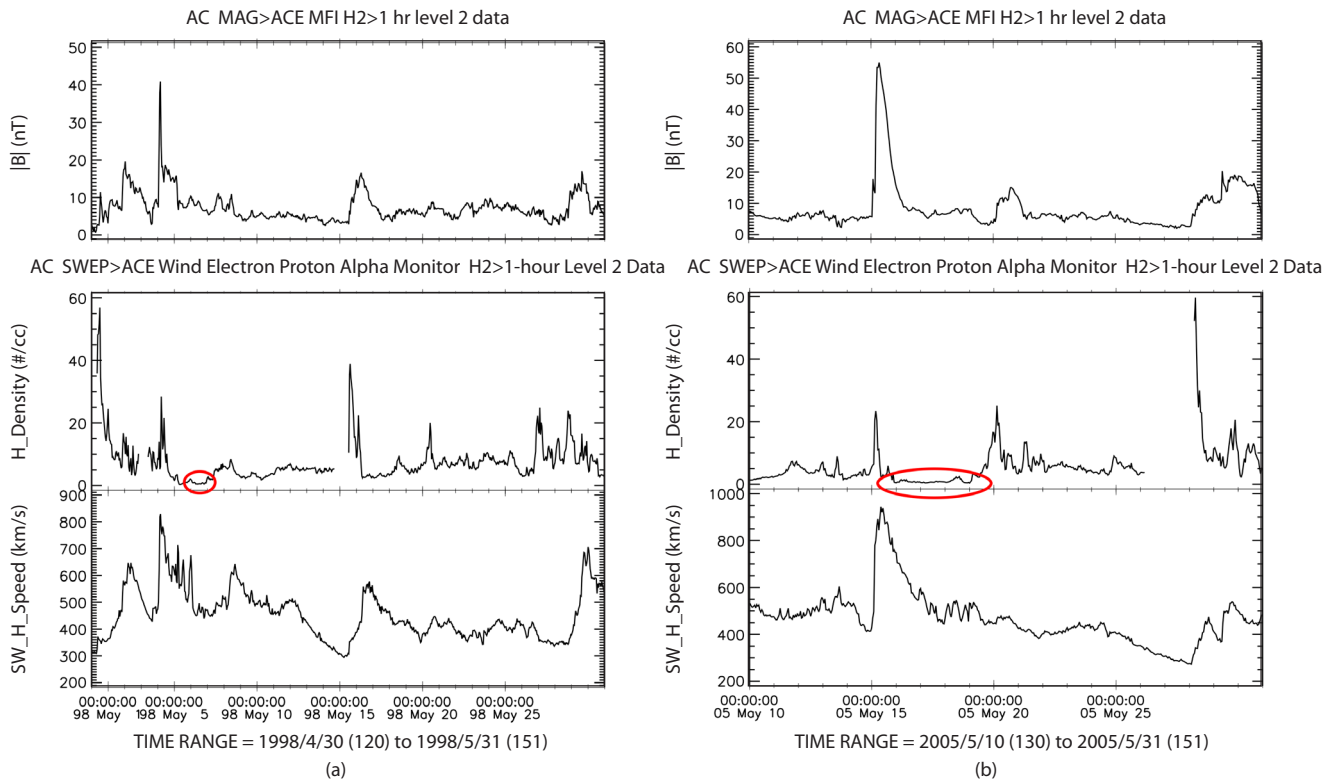 AC MAG>ACE MFI H2>1 hr level 2 data
50
40
30
20
10
0
|B| (nT)
AC SWEP>ACE Wind Electron Proton Alpha Monitor H2>1-hour Level 2 Data
60
40
20
0
H_Density (#/cc)
900
800
700
600
500
400
300
200
SW_H_Speed (km/s)
00:00:00 00:00:00 00:00:00 00:00:00 00:00:00 00:00:00
98 May 98 May 5 98 May 10 98 May 15 98 May 20 98 May 25
TIME RANGE = 1998/4/30 (120) to 1998/5/31 (151)
(a)
AC MAG>ACE MFI H2>1 hr level 2 data
60
50
40
30
20
10
0
|B| (nT)
AC SWEP>ACE Wind Electron Proton Alpha Monitor H2>1-hour Level 2 Data
60
40
20
0
H_Density (#/cc)
1000
800
600
400
200
SW_H_Speed (km/s)
00:00:00 00:00:00 00:00:00 00:00:00
05 May 10 05 May 15 05 May 20 05 May 25
TIME RANGE = 2005/5/10 (130) to 2005/5/31 (151)
(b)